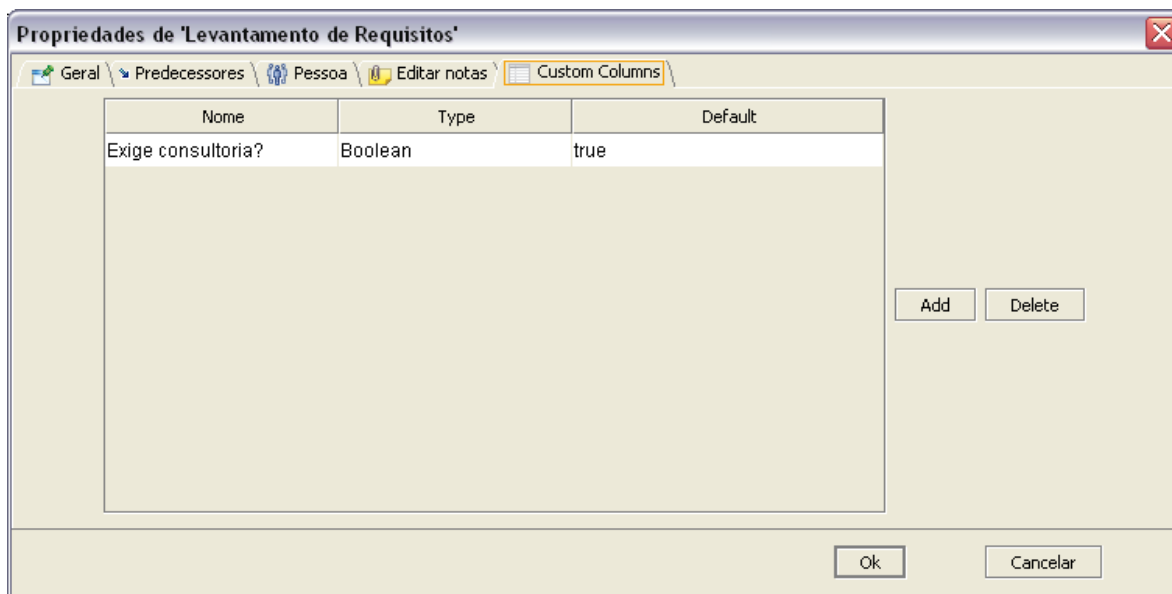 Propriedades de 'Levantamento de Requisitos'
Geral Predecessores Pessoa Editar notas Custom Columns
Nome Type Default
Exige consultoria? Boolean true
Add Delete
Ok Cancelar